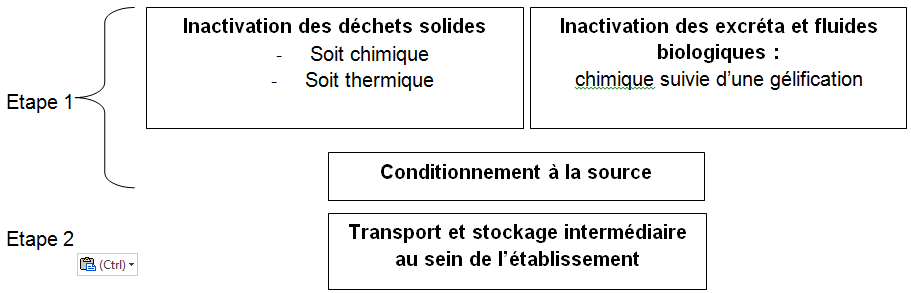 Inactivation des déchets solides
- Soit chimique
- Soit thermique
Inactivation des excréta et fluides
biologiques :
chimique suivie d’une gélification
Etape 1
Conditionnement à la source
Etape 2
Transport et stockage intermédiaire
au sein de l’établissement
(Ctrl)